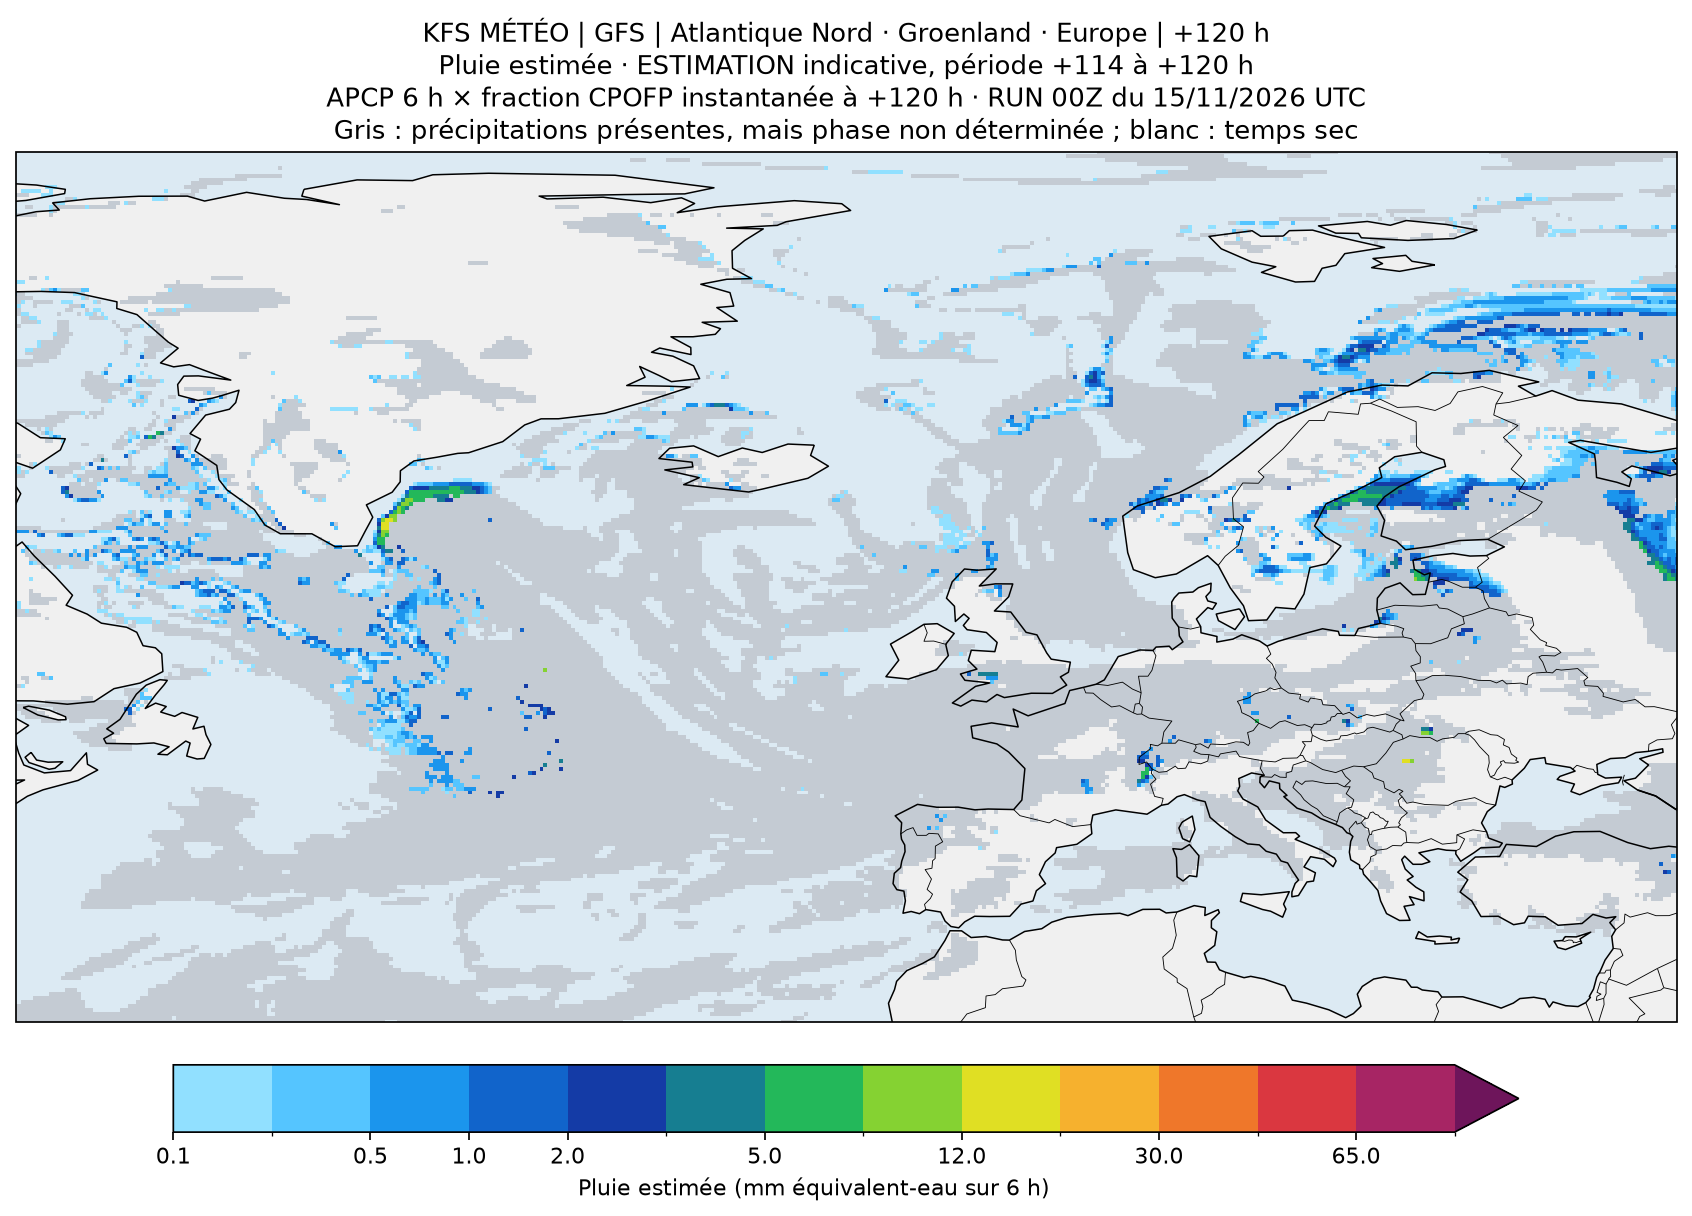 KFS MÉTÉO | GFS | Atlantique Nord · Groenland · Europe | +120 h
Pluie estimée · ESTIMATION indicative, période +114 à +120 h
APCP 6 h × fraction CPOFP instantanée à +120 h · RUN 00Z du 15/11/2026 UTC
Gris : précipitations présentes, mais phase non déterminée ; blanc : temps sec
0.1 0.5 1.0 2.0 5.0 12.0 30.0 65.0
Pluie estimée (mm équivalent-eau sur 6 h)